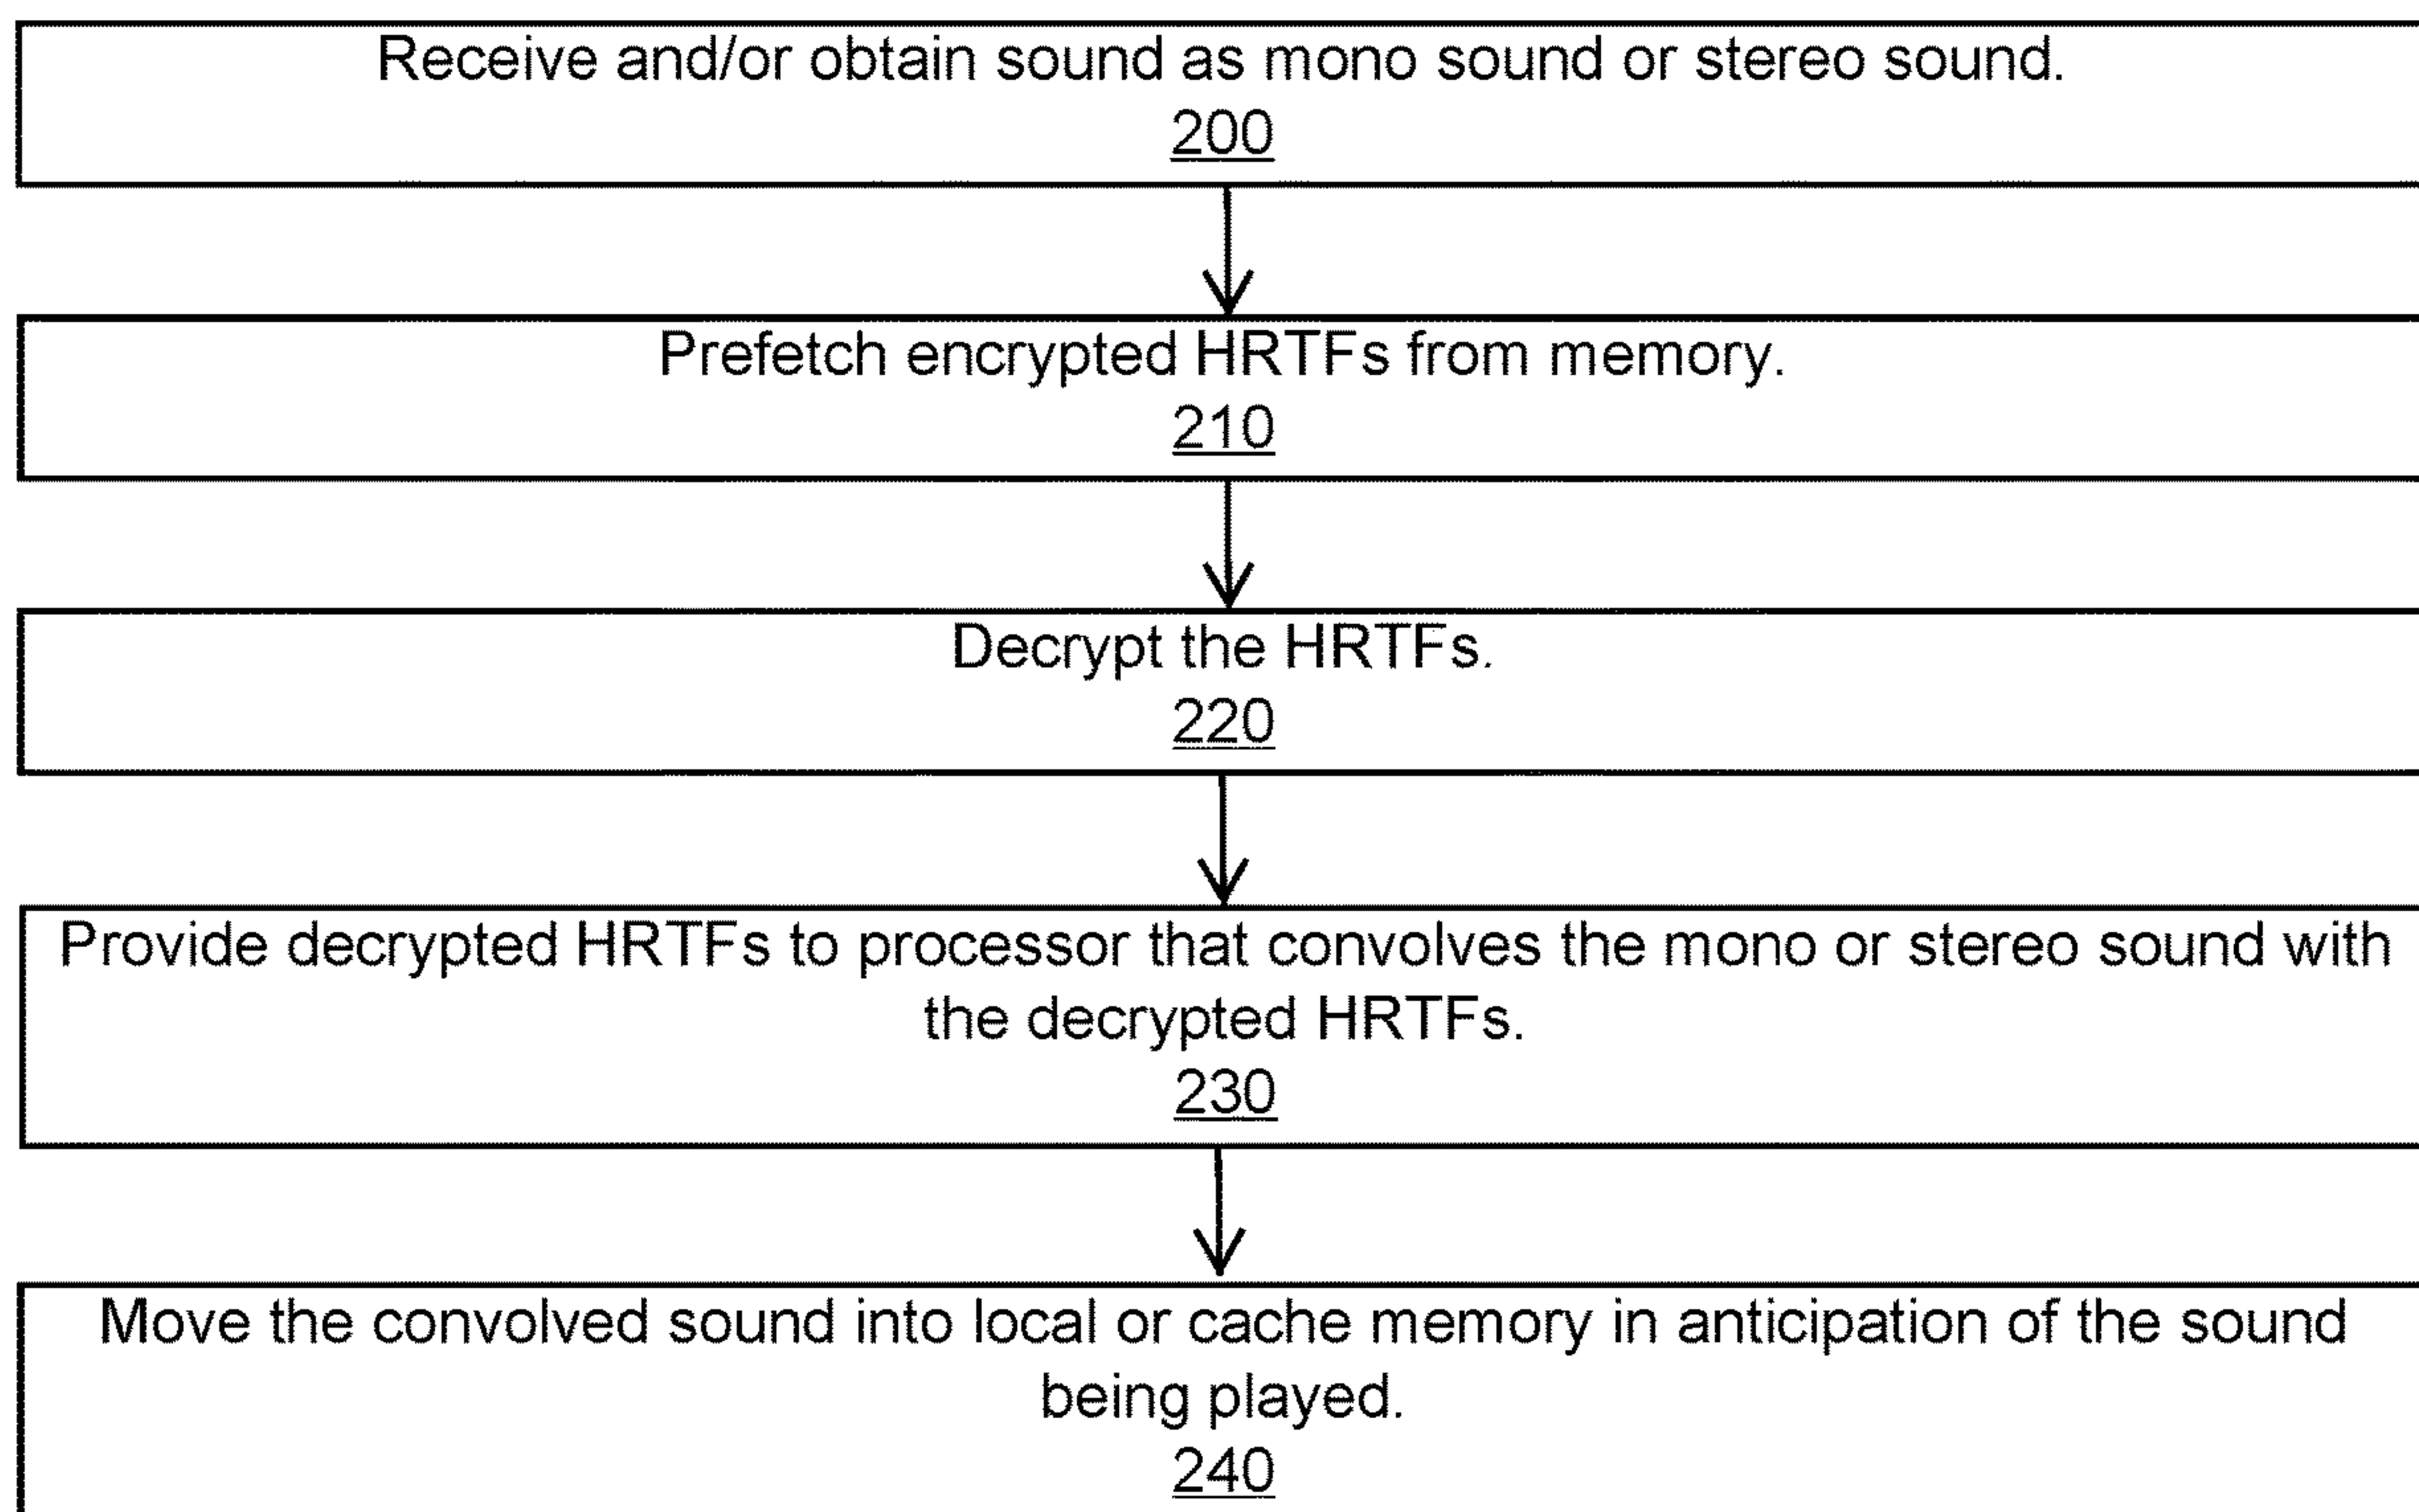 Receive and/or obtain sound as mono sound or stereo sound.
200
Prefetch encrypted HRTFs from memory.
210
Decrypt the HRTFs.
220
Provide decrypted HRTFs to processor that convolves the mono or stereo sound with
the decrypted HRTFs.
230
Move the convolved sound into local or cache memory in anticipation of the sound
being played.
240